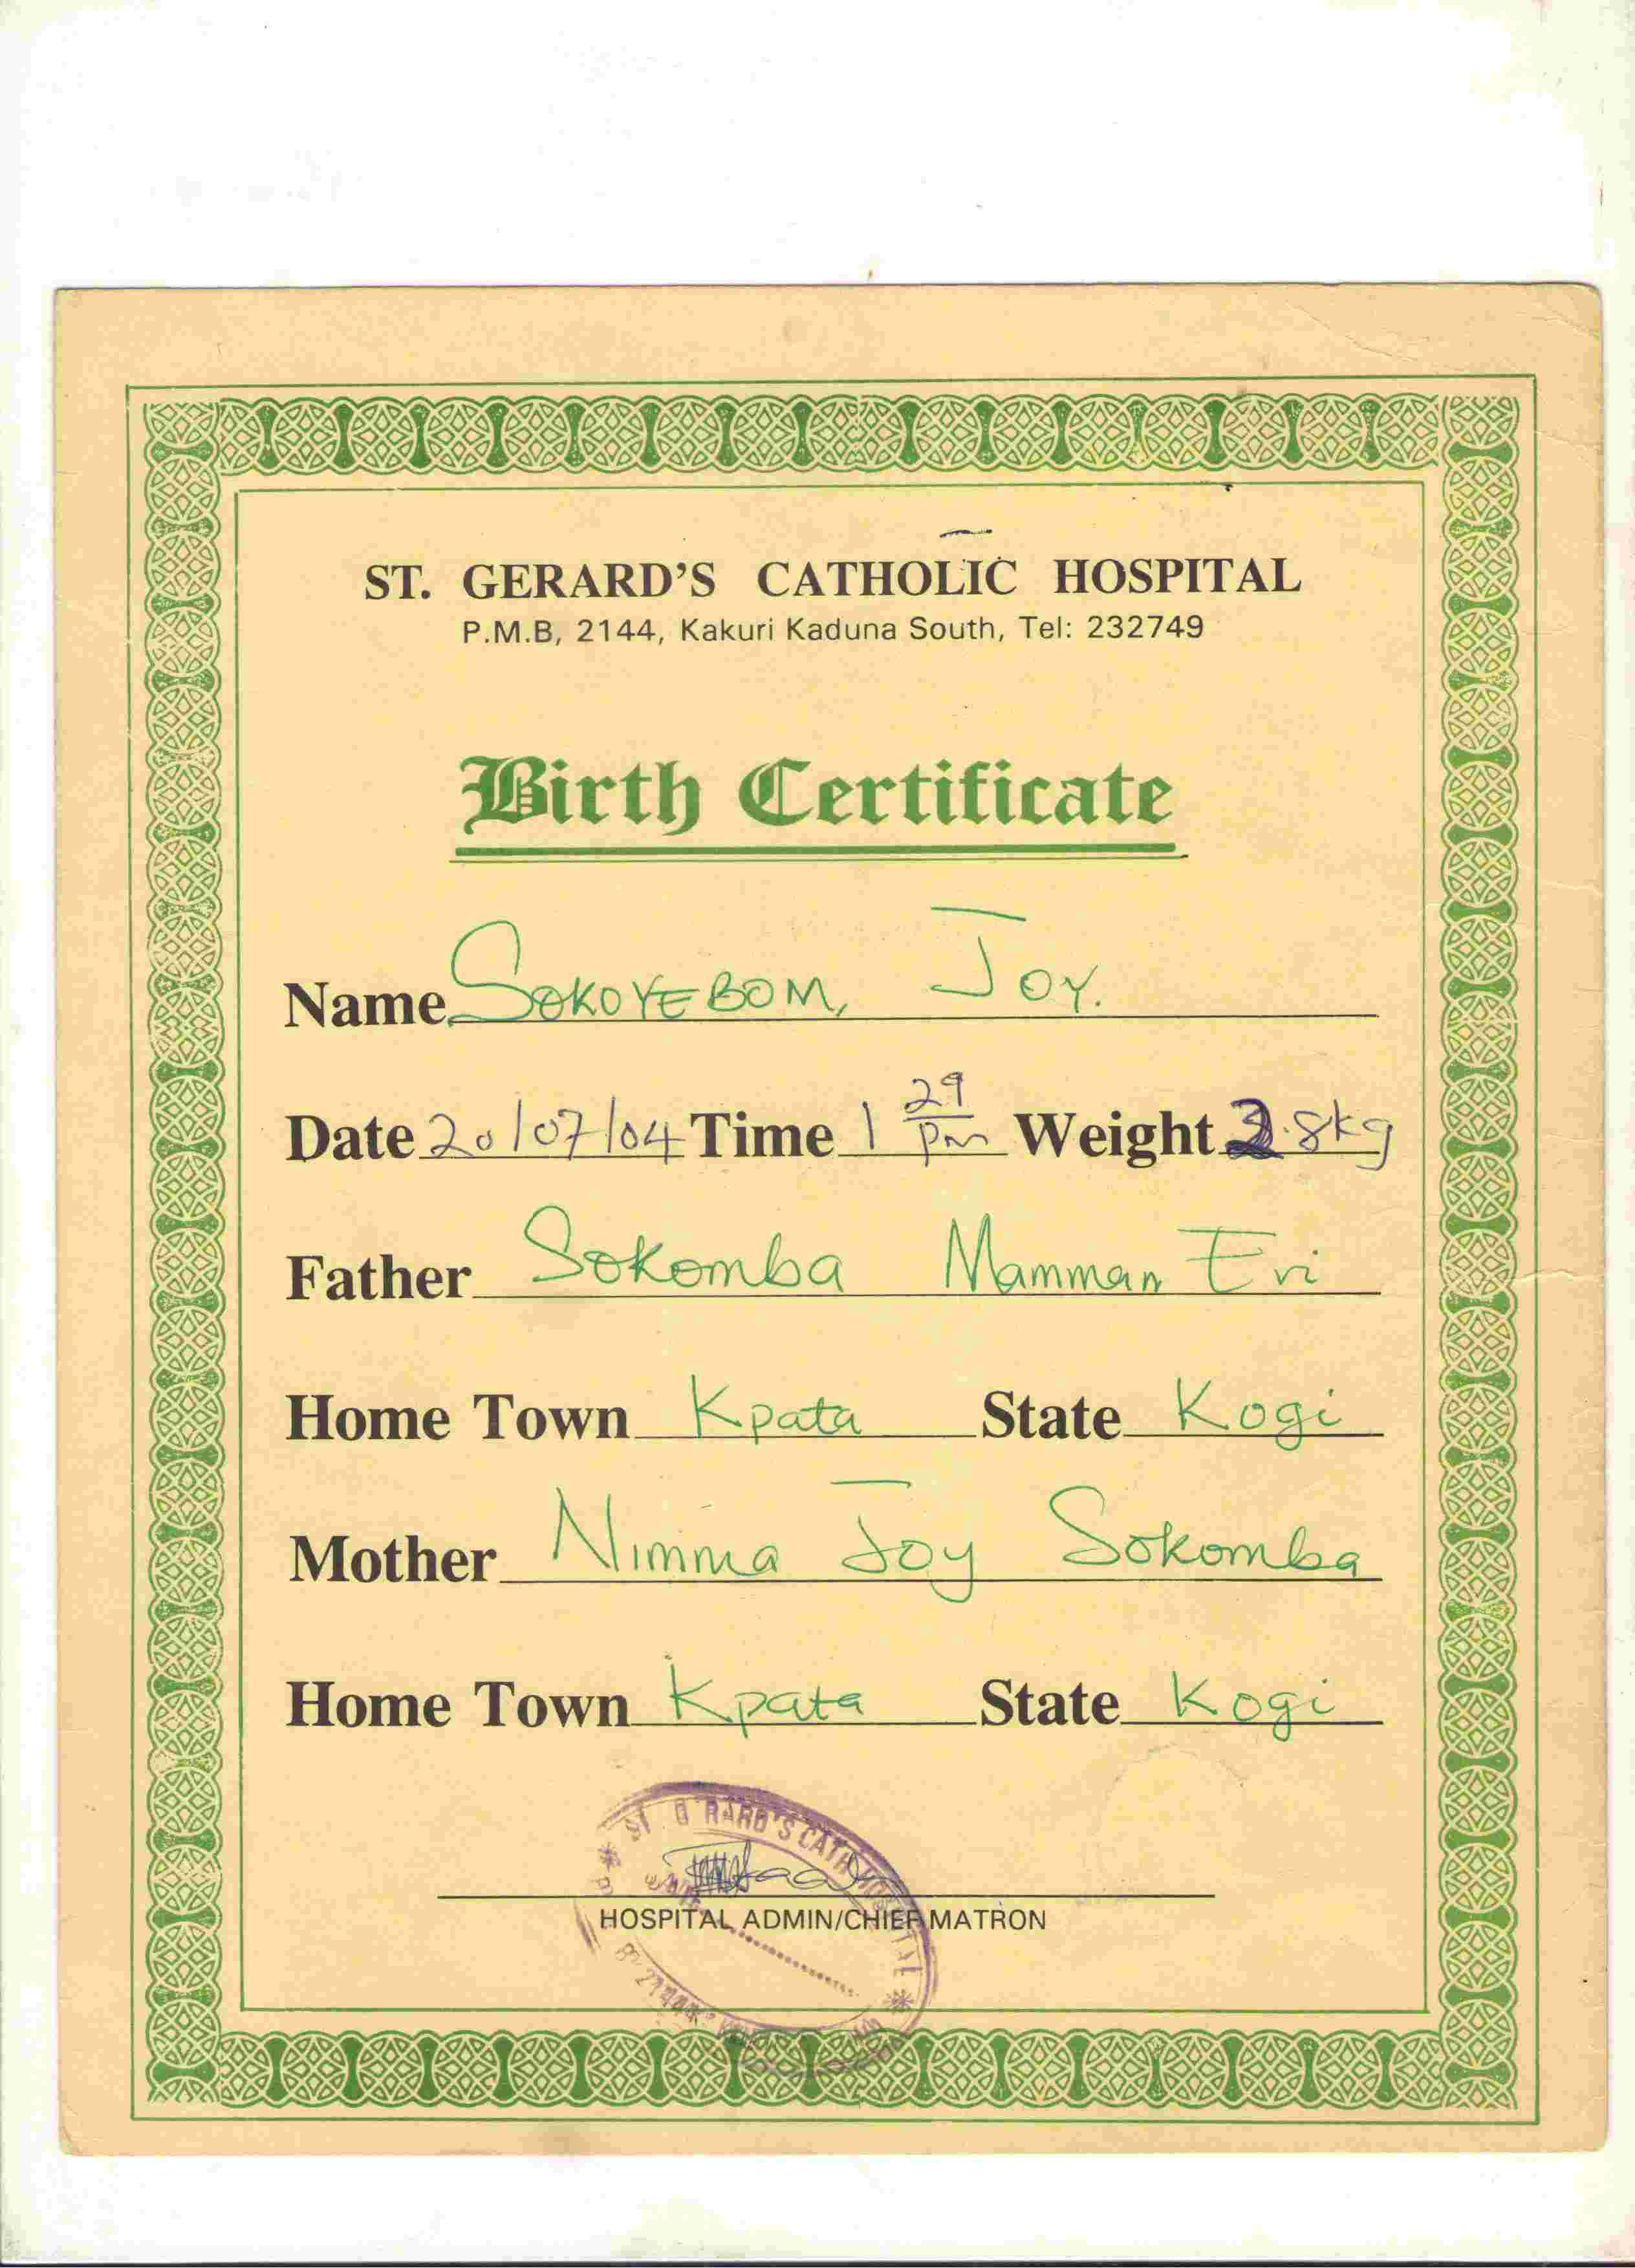 ST. GERARD'S CATHOLIC HOSPITAL
P.M.B, 2144, Kakuri Kaduna South, Tel: 232749
Birth Certificate
Name SOKOYEBOM, JOY.
Date 20/07/04 Time 1 29 pm Weight 2.8kg
Father Sokomba Mamman Eri
Home Town Kpata State Kogi
Mother Nimma Joy Sokomba
Home Town Kpata State Kogi
HOSPITAL ADMIN/CHIEF MATRON